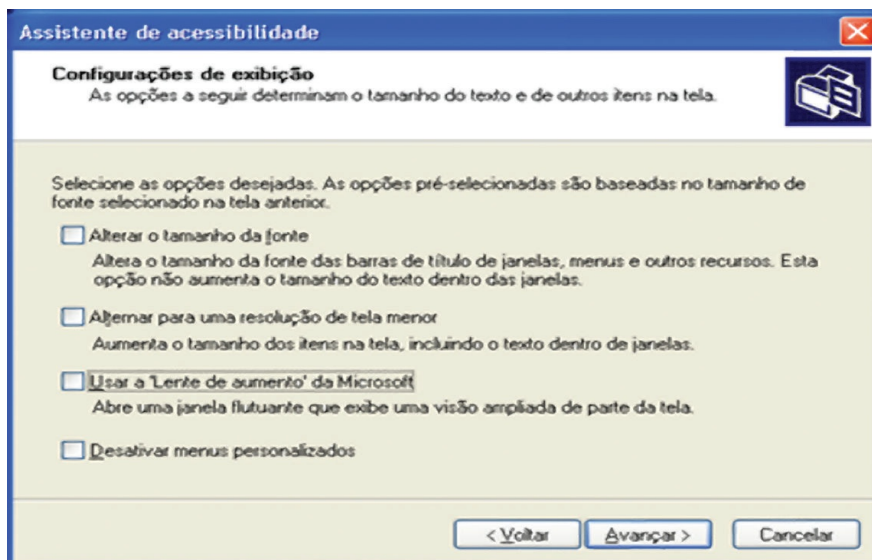 Assistente de acessibilidade
Configurações de exibição
As opções a seguir determinam o tamanho do texto e de outros itens na tela.
Selecione as opções desejadas. As opções pré-selecionadas são baseadas no tamanho de
fonte selecionado na tela anterior.
Alterar o tamanho da fonte
Altera o tamanho da fonte das barras de título de janelas, menus e outros recursos. Esta
opção não aumenta o tamanho do texto dentro das janelas.
Alternar para uma resolução de tela menor
Aumenta o tamanho dos itens na tela, incluindo o texto dentro de janelas.
Usar a 'Lente de aumento' da Microsoft
Abre uma janela flutuante que exibe uma visão ampliada de parte da tela.
Desativar menus personalizados
< Voltar Avançar > Cancelar